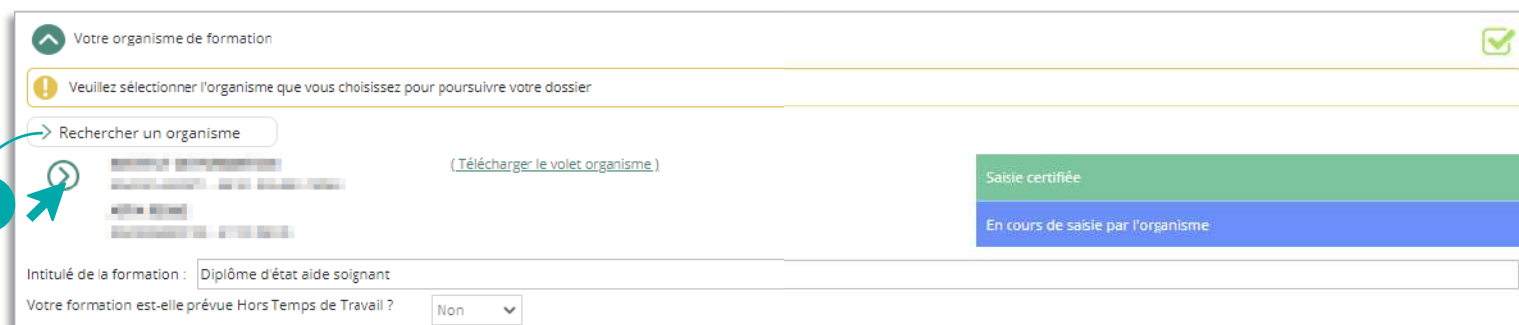 Votre organisme de formation
Veuillez sélectionner l'organisme que vous choisissez pour poursuivre votre dossier
Rechercher un organisme
( Télécharger le volet organisme )
Saisie certifiée
En cours de saisie par l'organisme
Intitulé de la formation : Diplôme d'état aide soignant
Votre formation est-elle prévue Hors Temps de Travail ? Non